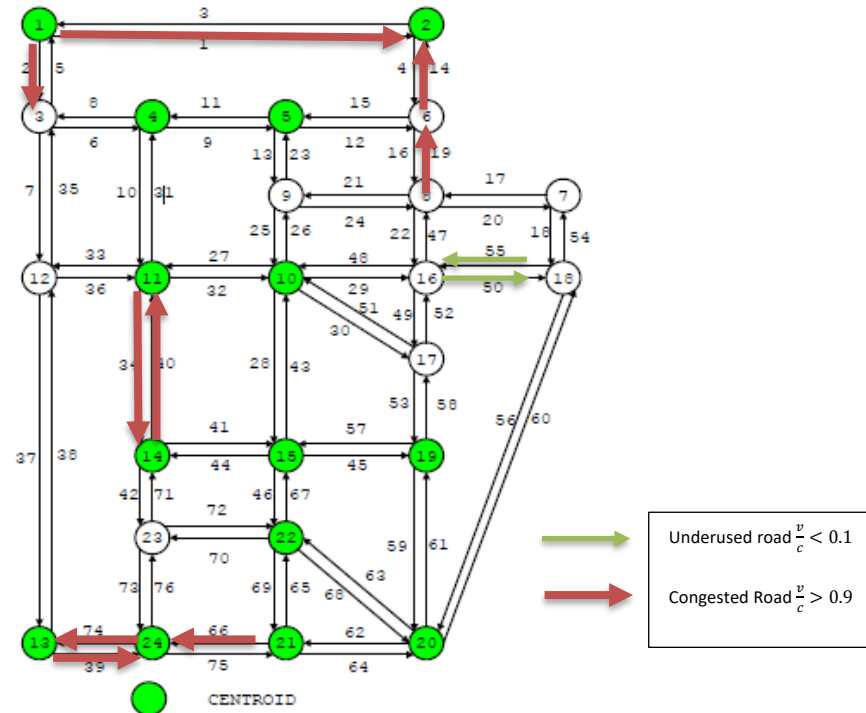 3
1 2
1
2 5 4 14
8 11 15
3 4 5 6
6 9 12
13 23 16 19
7 35 10 31 21 17
9 8 7
24 20
25 26 22 47 18 54
33 27 48 55
12 11 10 16 18
36 32 29 50
51 49 52
30
17
34 40 28 43 53 58 56 60
41 57
37 38 14 15 19
44 45
42 71 46 67
72
23 22 59 61
70
73 76 69 65 68 63
74 66 62
13 24 21 20
39 75 64
CENTROID
Underused road v/c < 0.1
Congested Road v/c > 0.9